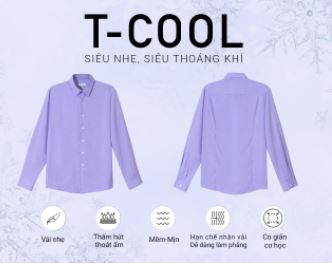 T-COOL
SIÊU NHẸ, SIÊU THOÁNG KHÍ
Vải nhẹ
Thấm hút
thoát ẩm
Mềm-Mịn
Hạn chế nhăn vải
Dễ dàng làm phẳng
Co giãn
cơ học